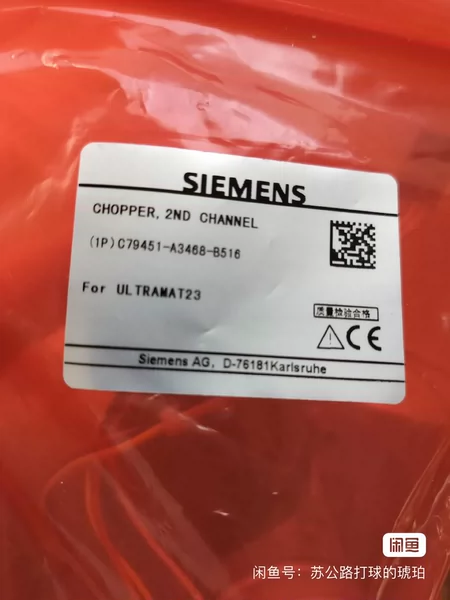 SIEMENS
CHOPPER, 2ND CHANNEL
(1P)C79451-A3468-B516
For ULTRAMAT23
质量检验合格
CE
Siemens AG, D-76181Karlsruhe
闲鱼
闲鱼号：苏公路打球的琥珀